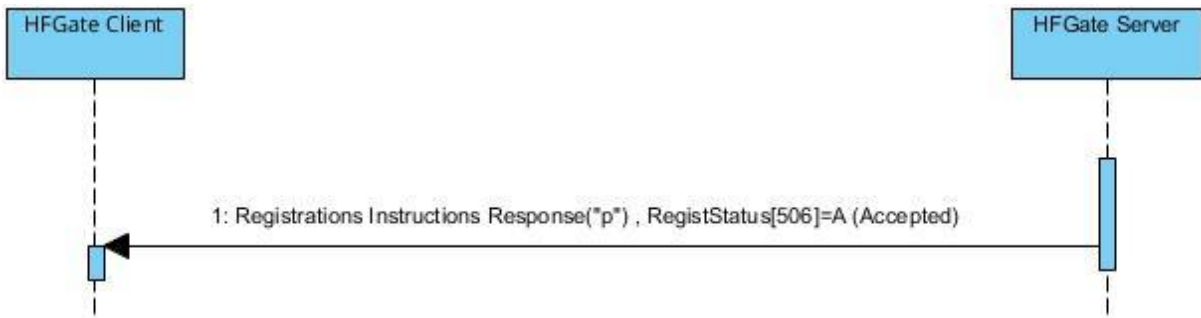 HFGate Client
HFGate Server
1: Registrations Instructions Response("p") , RegistStatus[506]=A (Accepted)